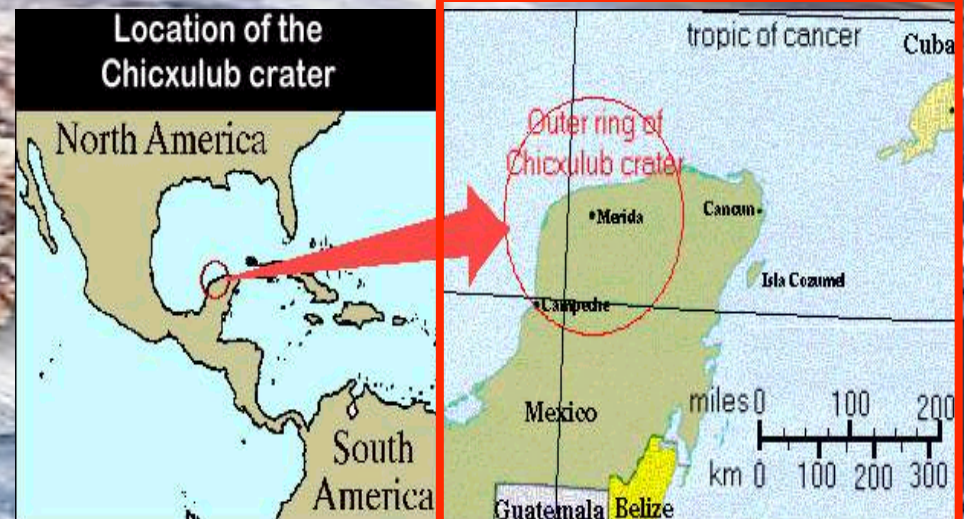 Location of the
Chicxulub crater
North America
South
America
tropic of cancer
Cuba
Outer ring of
Chicxulub crater
Merida
Cancun
Isla Cozumel
Campeche
Mexico
miles 0 100 200
km 0 100 200 300
Guatemala Belize